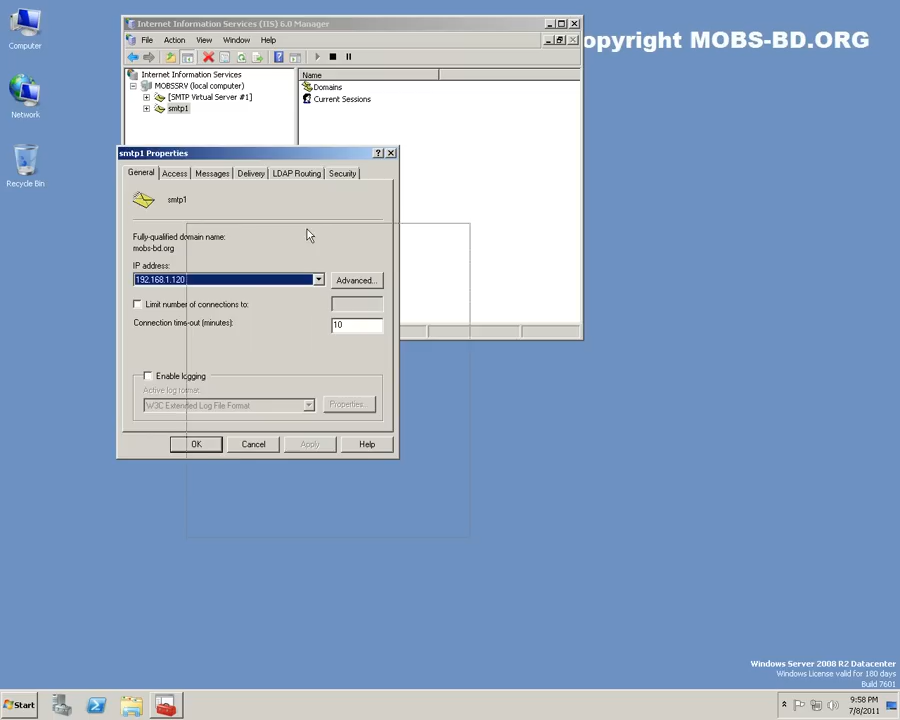 Computer
Network
Recycle Bin
Internet Information Services (IIS) 6.0 Manager
opyright MOBS-BD.ORG
File Action View Window Help
Internet Information Services
MOBSSRV (local computer)
[SMTP Virtual Server #1]
smtp1
Name
Domains
Current Sessions
smtp1 Properties
General Access Messages Delivery LDAP Routing Security
smtp1
Fully-qualified domain name:
mobs-bd.org
IP address:
192.168.1.120
Advanced...
Limit number of connections to:
Connection time-out (minutes):
10
Enable logging
Active log format:
W3C Extended Log File Format
Properties...
OK Cancel Apply Help
Windows Server 2008 R2 Datacenter
Windows License valid for 180 days
Build 7601
Start
9:58 PM
7/8/2011